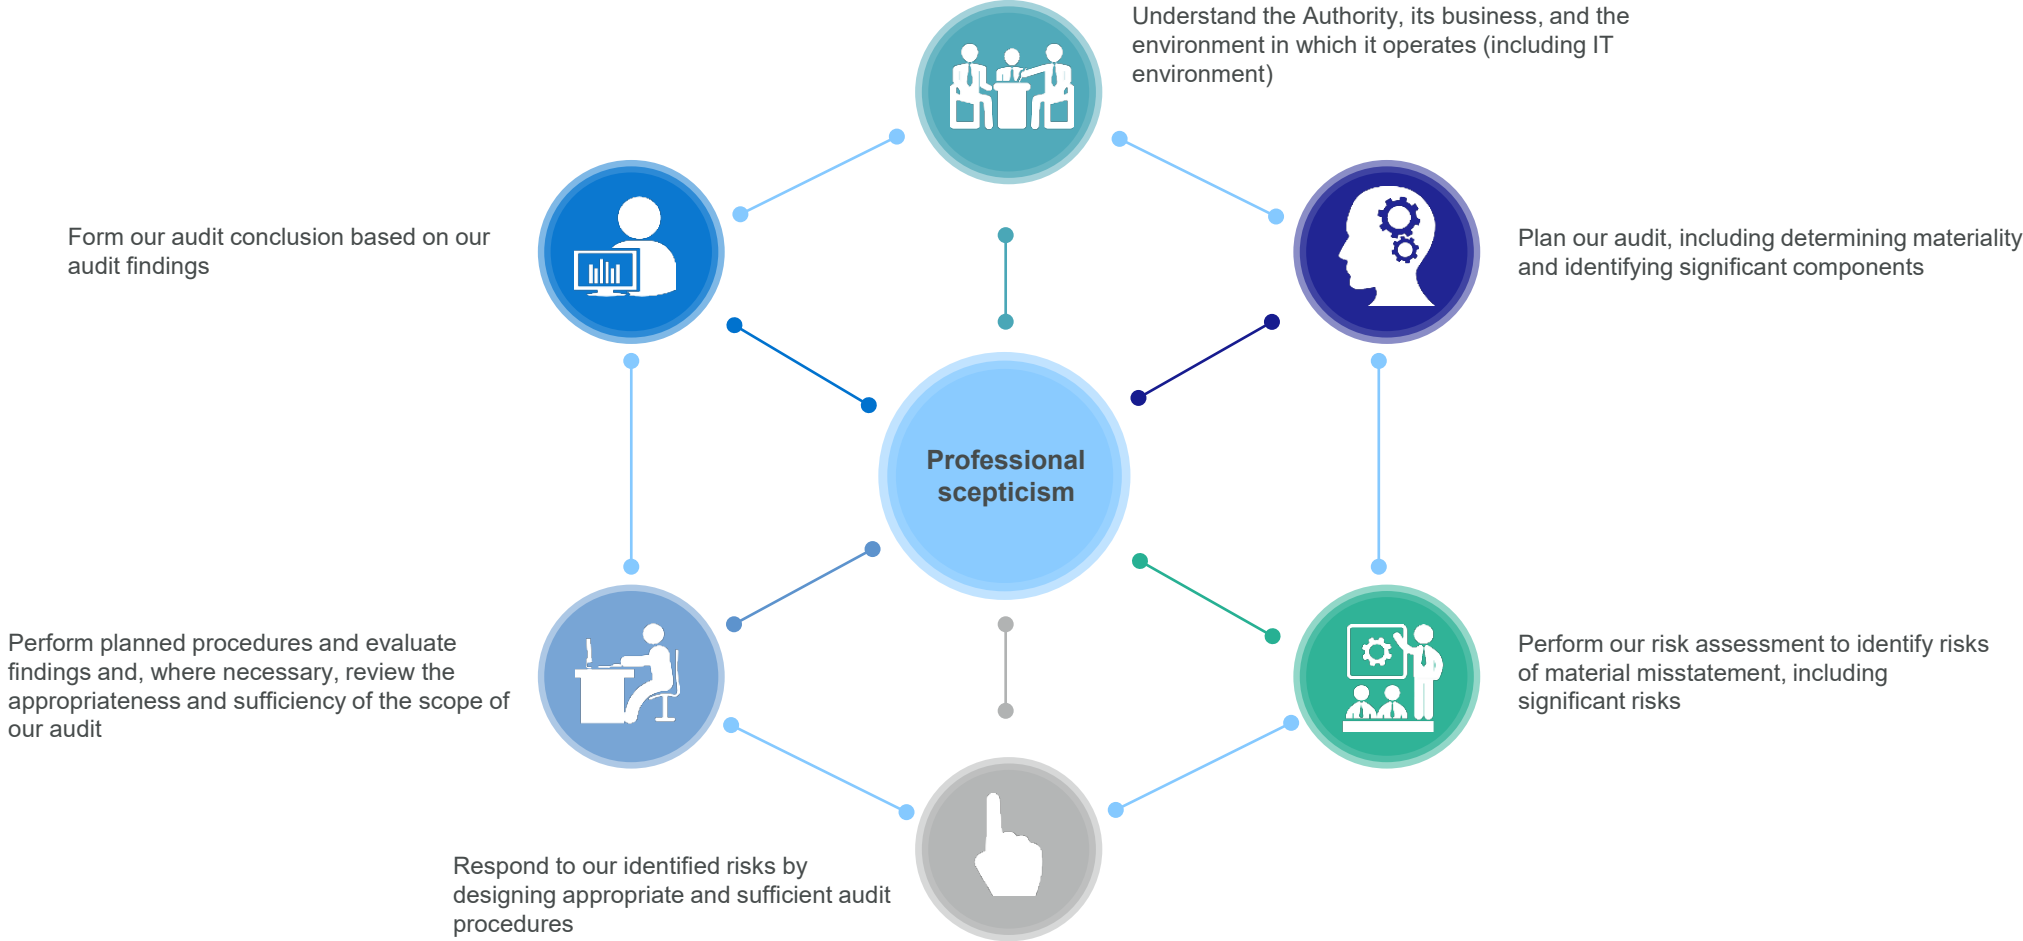 Understand the Authority, its business, and the
environment in which it operates (including IT
environment)
Plan our audit, including determining materiality
and identifying significant components
Perform our risk assessment to identify risks
of material misstatement, including
significant risks
Respond to our identified risks by
designing appropriate and sufficient audit
procedures
Perform planned procedures and evaluate
findings and, where necessary, review the
appropriateness and sufficiency of the scope of
our audit
Form our audit conclusion based on our
audit findings
Professional
scepticism